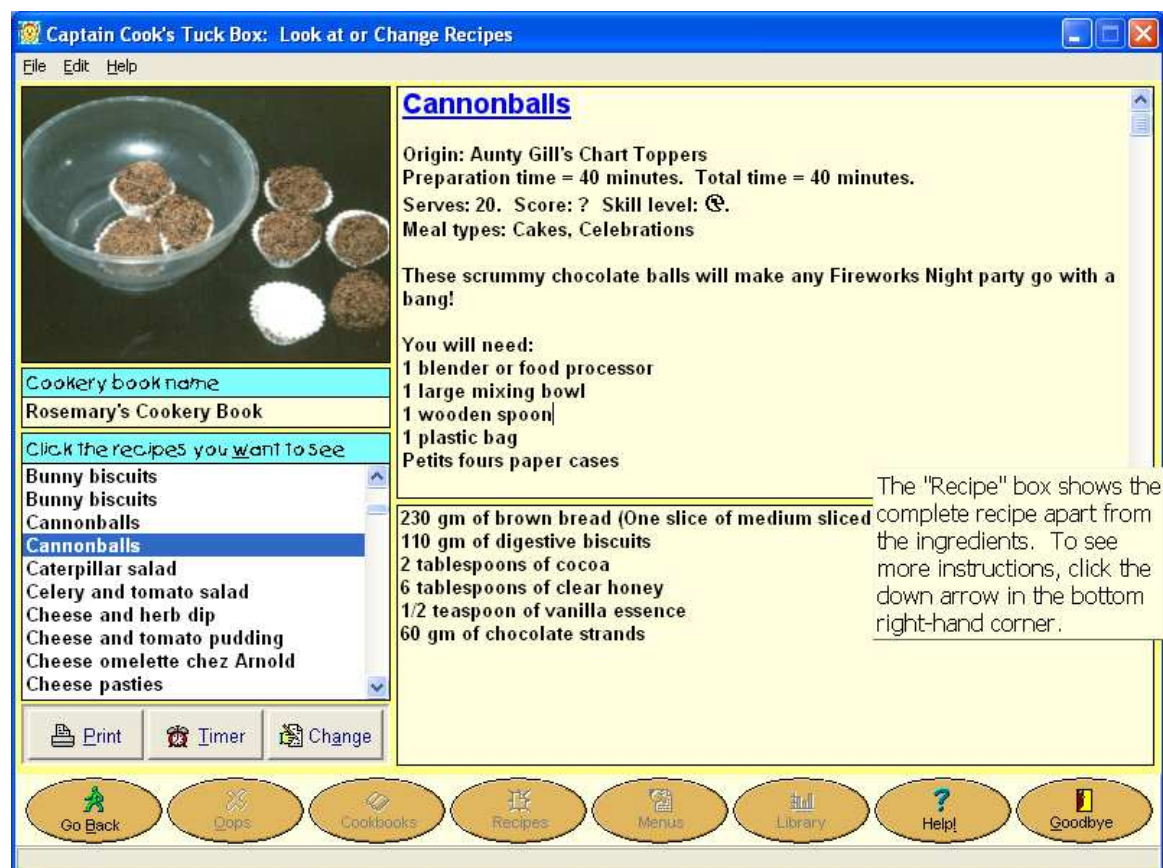 Captain Cook's Tuck Box: Look at or Change Recipes
File Edit Help
Cannonballs
Origin: Aunty Gill's Chart Toppers
Preparation time = 40 minutes. Total time = 40 minutes.
Serves: 20. Score: ? Skill level:
Meal types: Cakes, Celebrations
These scrummy chocolate balls will make any Fireworks Night party go with a
bang!
You will need:
1 blender or food processor
1 large mixing bowl
1 wooden spoon
1 plastic bag
Petits fours paper cases
Cookery book name
Rosemary's Cookery Book
Click the recipes you want to see
Bunny biscuits
Bunny biscuits
Cannonballs
Cannonballs
Caterpillar salad
Celery and tomato salad
Cheese and herb dip
Cheese and tomato pudding
Cheese omelette chez Arnold
Cheese pasties
230 gm of brown bread (One slice of medium sliced
110 gm of digestive biscuits
2 tablespoons of cocoa
6 tablespoons of clear honey
1/2 teaspoon of vanilla essence
60 gm of chocolate strands
The "Recipe" box shows the
complete recipe apart from
the ingredients. To see
more instructions, click the
down arrow in the bottom
right-hand corner.
Print Timer Change
Go Back Oops Cookbooks Recipes Menus Library Help! Goodbye